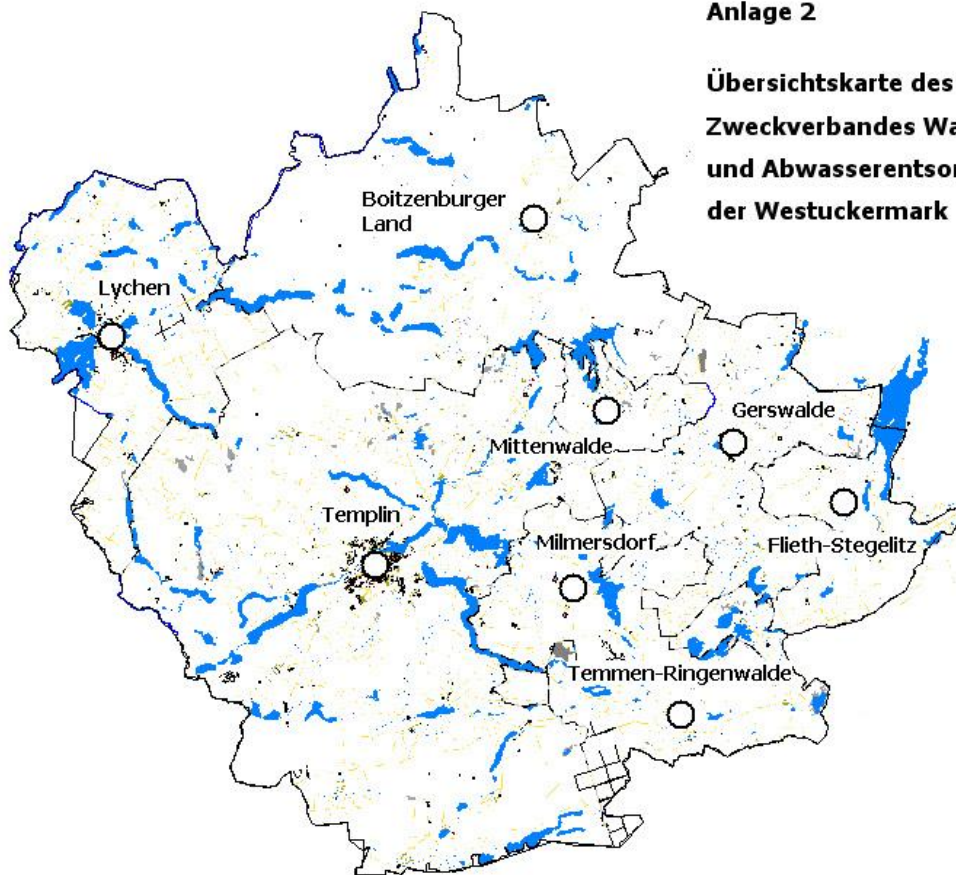 Anlage 2
Übersichtskarte des
Zweckverbandes Wa
und Abwasserentsor
der Westuckermark
Boitzenburger
Land
Lychen
Gerswalde
Mittenwalde
Templin
Milmersdorf
Flieth-Stegelitz
Temmen-Ringenwalde